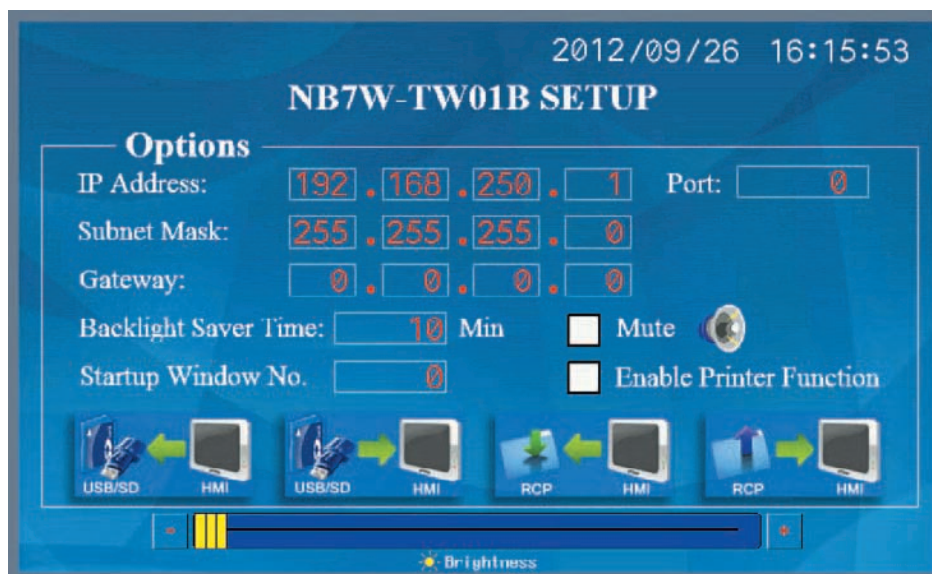 2012/09/26 16:15:53
NB7W-TW01B SETUP
Options
IP Address: 192 . 168 . 250 . 1 Port: 0
Subnet Mask: 255 . 255 . 255 . 0
Gateway: 0 . 0 . 0 . 0
Backlight Saver Time: 10 Min Mute
Startup Window No. 0 Enable Printer Function
USB/SD HMI USB/SD HMI RCP HMI RCP HMI
Brightness